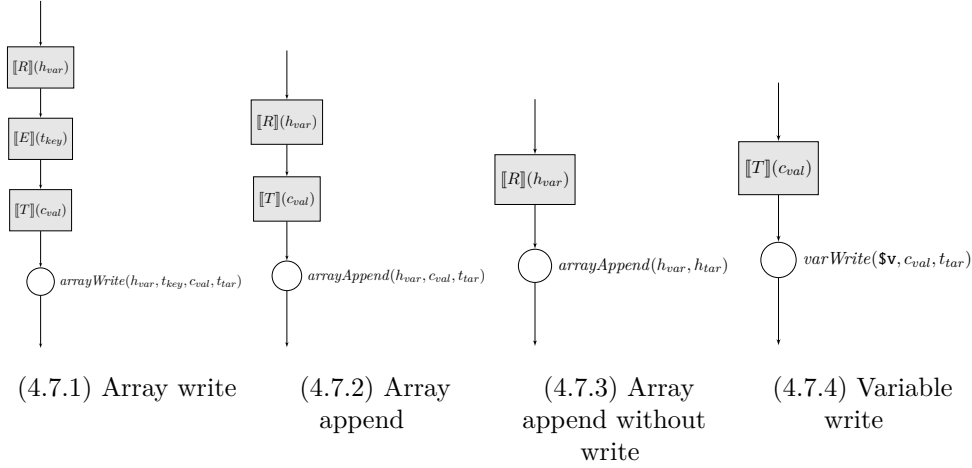 ⟦R⟧(h_var)
⟦E⟧(t_key)
⟦T⟧(c_val)
arrayWrite(h_var, t_key, c_val, t_tar)
(4.7.1) Array write
⟦R⟧(h_var)
⟦T⟧(c_val)
arrayAppend(h_var, c_val, t_tar)
(4.7.2) Array
append
⟦R⟧(h_var)
arrayAppend(h_var, h_tar)
(4.7.3) Array
append without
write
⟦T⟧(c_val)
varWrite($v, c_val, t_tar)
(4.7.4) Variable
write